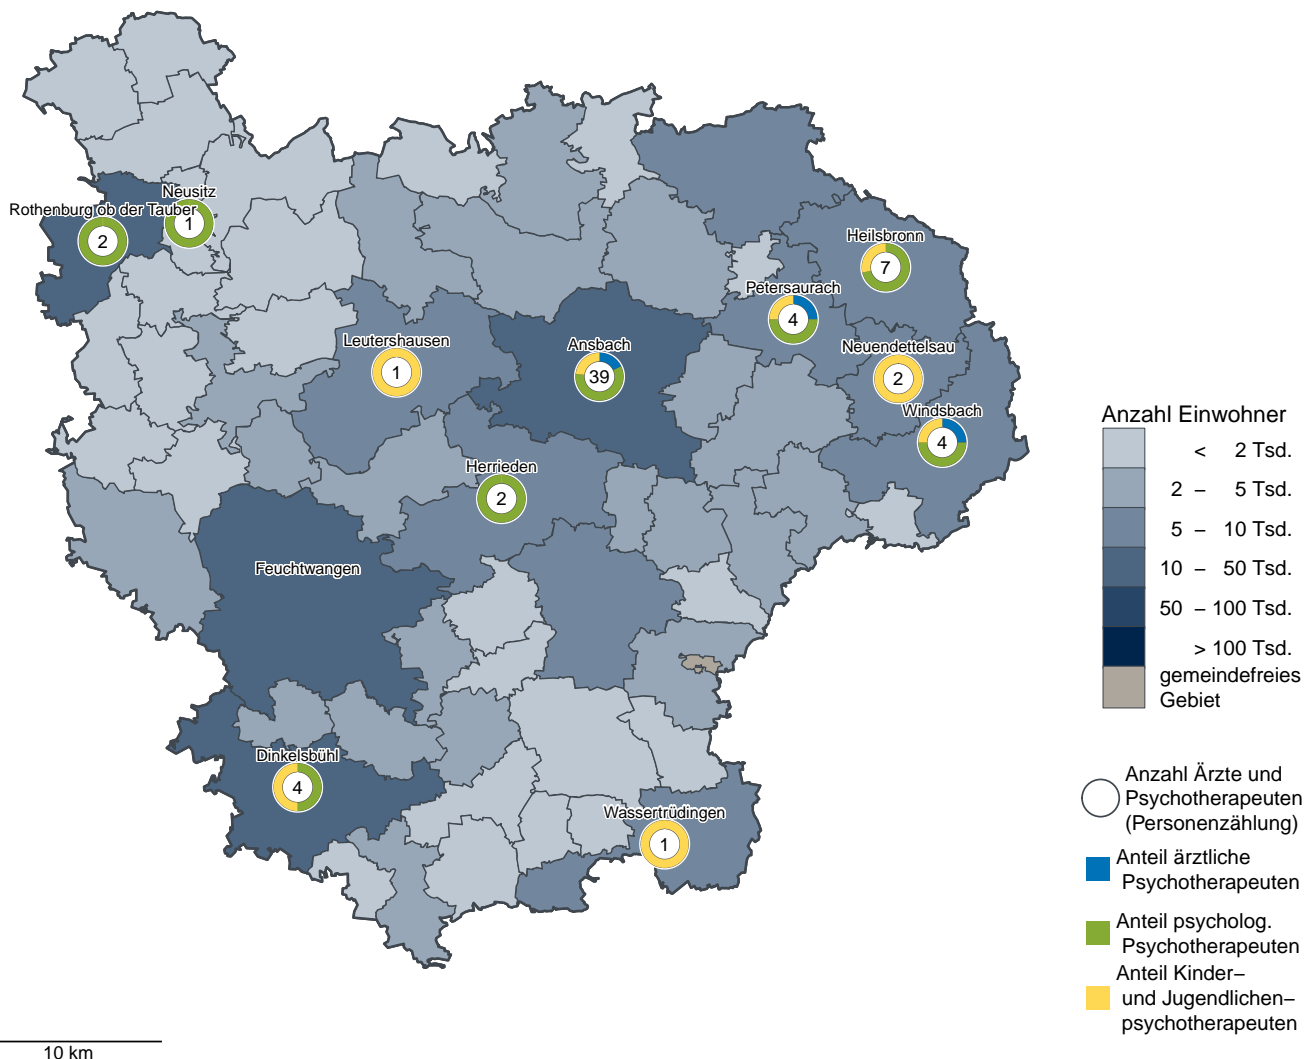 Neusitz
Rothenburg ob der Tauber
1
2
Heilsbronn
7
Petersaurach
4
Leutershausen
1
Ansbach
39
Neuendettelsau
2
Windsbach
4
Herrieden
2
Feuchtwangen
Dinkelsbühl
4
Wassertrüdingen
1
Anzahl Einwohner
< 2 Tsd.
2 – 5 Tsd.
5 – 10 Tsd.
10 – 50 Tsd.
50 – 100 Tsd.
> 100 Tsd.
gemeindefreies
Gebiet
Anzahl Ärzte und
Psychotherapeuten
(Personenzählung)
Anteil ärztliche
Psychotherapeuten
Anteil psycholog.
Psychotherapeuten
Anteil Kinder–
und Jugendlichen–
psychotherapeuten
10 km